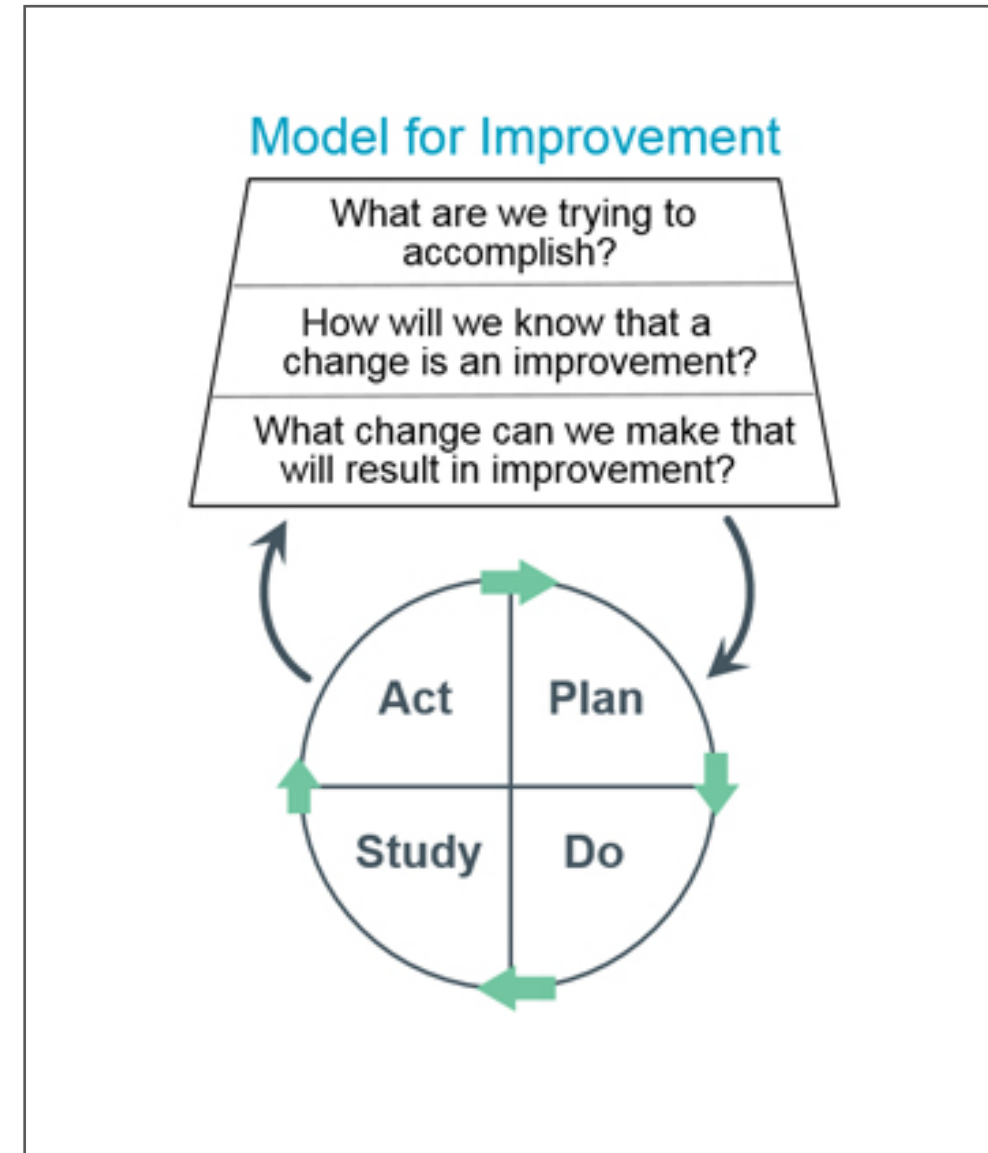 Model for Improvement
What are we trying to
accomplish?
How will we know that a
change is an improvement?
What change can we make that
will result in improvement?
Act
Plan
Study
Do